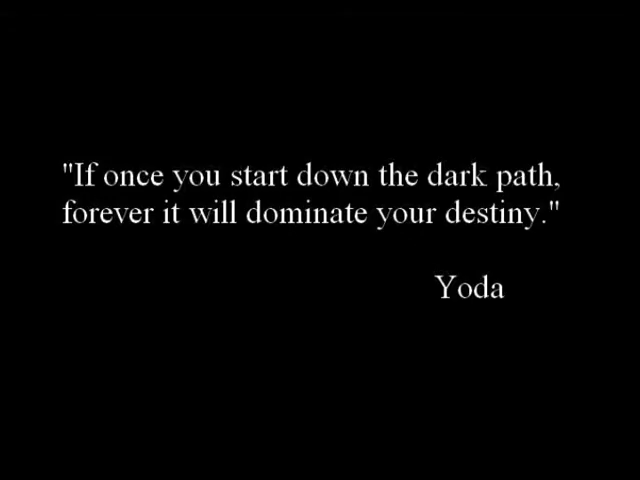 "If once you start down the dark path,
forever it will dominate your destiny."
Yoda